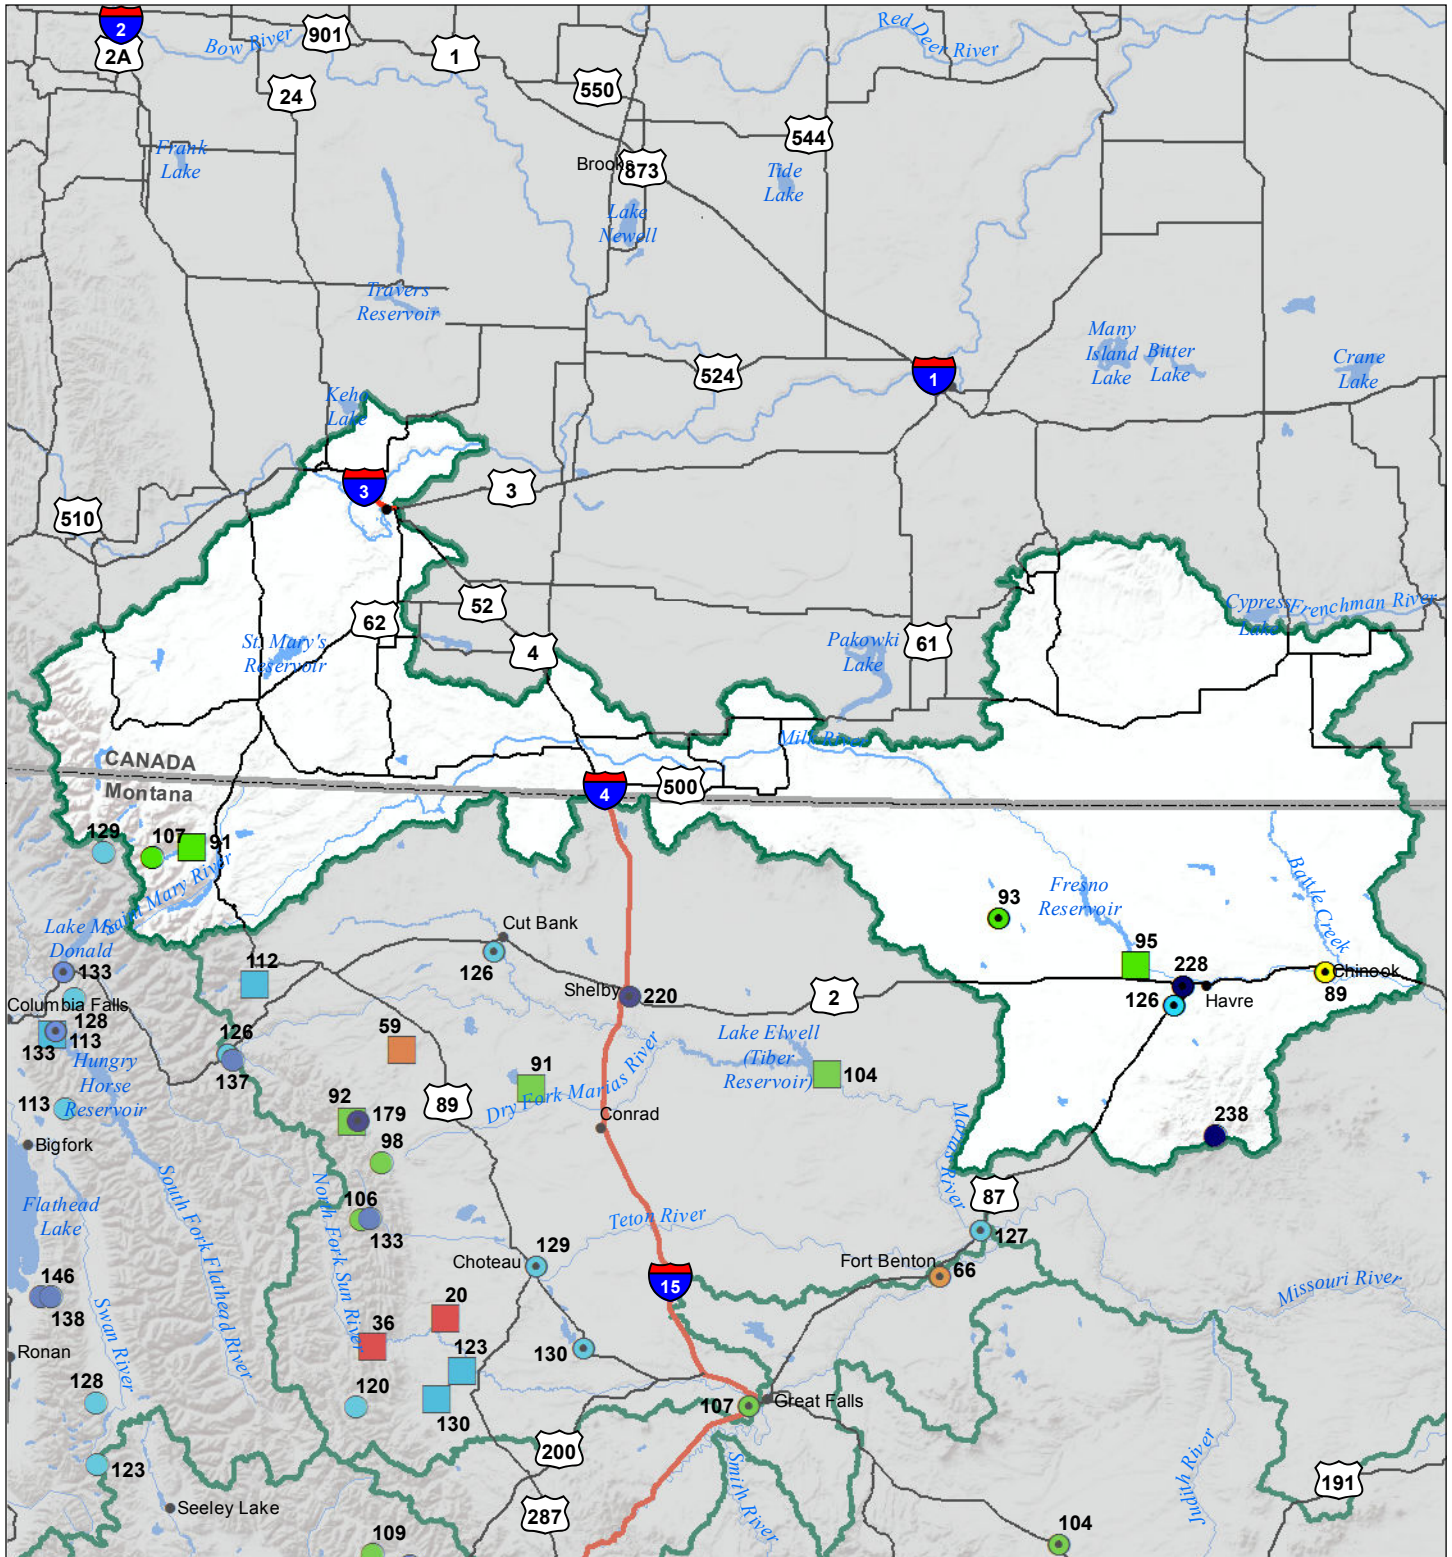 2
2A
Bow River
901
1
Red Deer River
24
550
544
Frank
Lake
Brooks
873
Tide
Lake
Lake
Newell
Travers
Reservoir
Many
Island
Lake
Bitter
Lake
Crane
Lake
524
1
Keho
Lake
3
3
510
52
62
Cypress
Lake
Frenchman River
St. Mary's
Reservoir
4
Pakowki
Lake
61
Milk River
CANADA
Montana
4
500
129
107
91
Saint Mary River
Battle Creek
93
Fresno
Reservoir
Lake Mc
Donald
Cut Bank
126
95
133
112
228
Chinook
89
Columbia Falls
Shelby
220
2
126
Havre
128
133
113
126
137
59
Lake Elwell
(Tiber
Reservoir)
104
Hungry
Horse
Reservoir
91
89
Dry Fork Marias River
113
92
179
Conrad
Marias River
238
Bigfork
98
South Fork Flathead River
North Fork Sun River
87
Flathead
Lake
106
133
Teton River
127
Choteau
129
Fort Benton
66
15
Missouri River
146
138
Swan River
20
36
Ronan
123
130
128
120
130
107
Great Falls
200
123
Smith River
Judith River
191
Seeley Lake
287
109
104